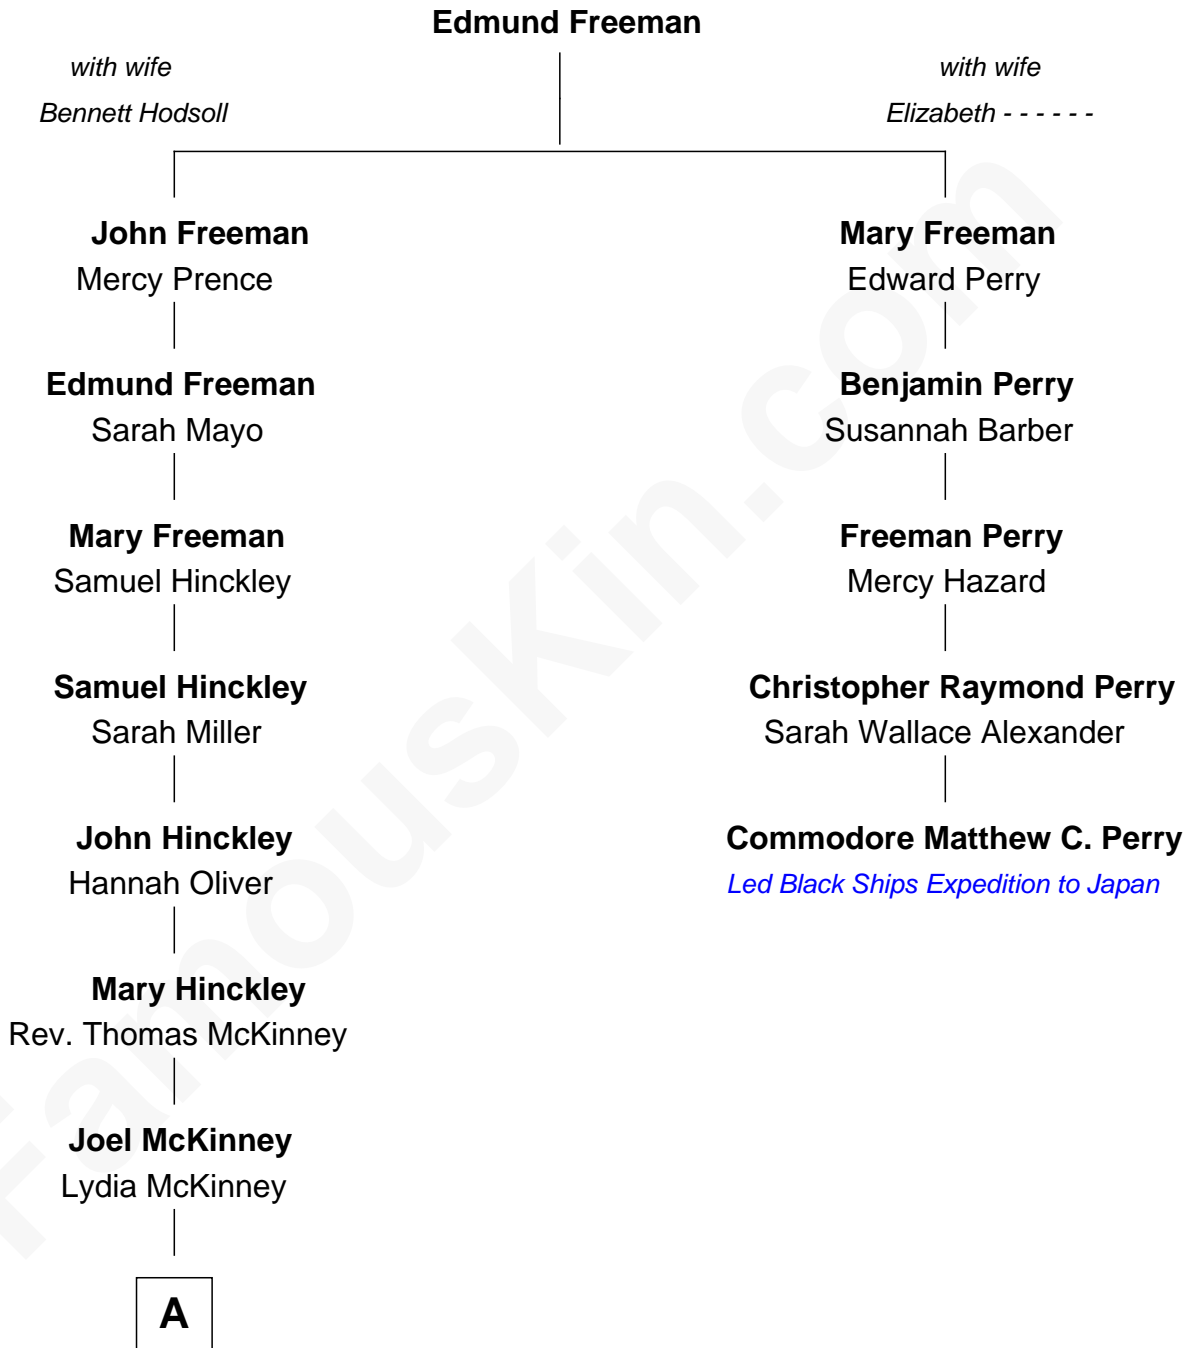 Edmund Freeman
with wife
Bennett Hodsoll
with wife
Elizabeth - - - - - -
John Freeman
Mercy Prence
Mary Freeman
Edward Perry
Edmund Freeman
Sarah Mayo
Benjamin Perry
Susannah Barber
Mary Freeman
Samuel Hinckley
Freeman Perry
Mercy Hazard
Samuel Hinckley
Sarah Miller
Christopher Raymond Perry
Sarah Wallace Alexander
John Hinckley
Hannah Oliver
Commodore Matthew C. Perry
Led Black Ships Expedition to Japan
Mary Hinckley
Rev. Thomas McKinney
Joel McKinney
Lydia McKinney
A
FamousKin.com